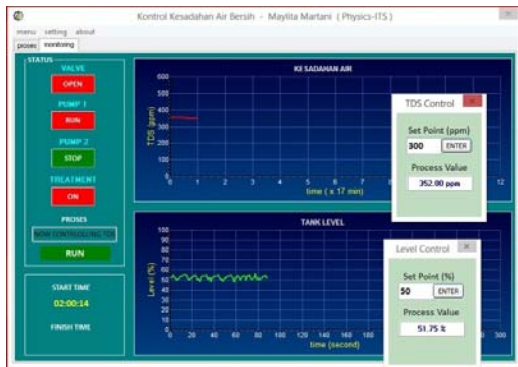 Kontrol Kesadahan Air Bersih - Maylita Martani ( Physics-ITS )
menu setting about
proses monitoring
STATUS
VALVE
OPEN
PUMP 1
RUN
PUMP 2
STOP
TREATMENT
ON
PROSES
NOW CONTROLLING TDS
RUN
START TIME
02:00:14
FINISH TIME
KESADAHAN AIR
TDS (ppm)
600
500
400
300
200
100
0
0 1 2 3 4 5 6 7 12
time ( x 17 min)
TDS Control
Set Point (ppm)
300 ENTER
Process Value
352.00 ppm
TANK LEVEL
Level (%)
100
90
80
70
60
50
40
30
20
10
0
0 20 40 60 80 100 120 140 160 180 300
time (second)
Level Control
Set Point (%)
50 ENTER
Process Value
51.75 %